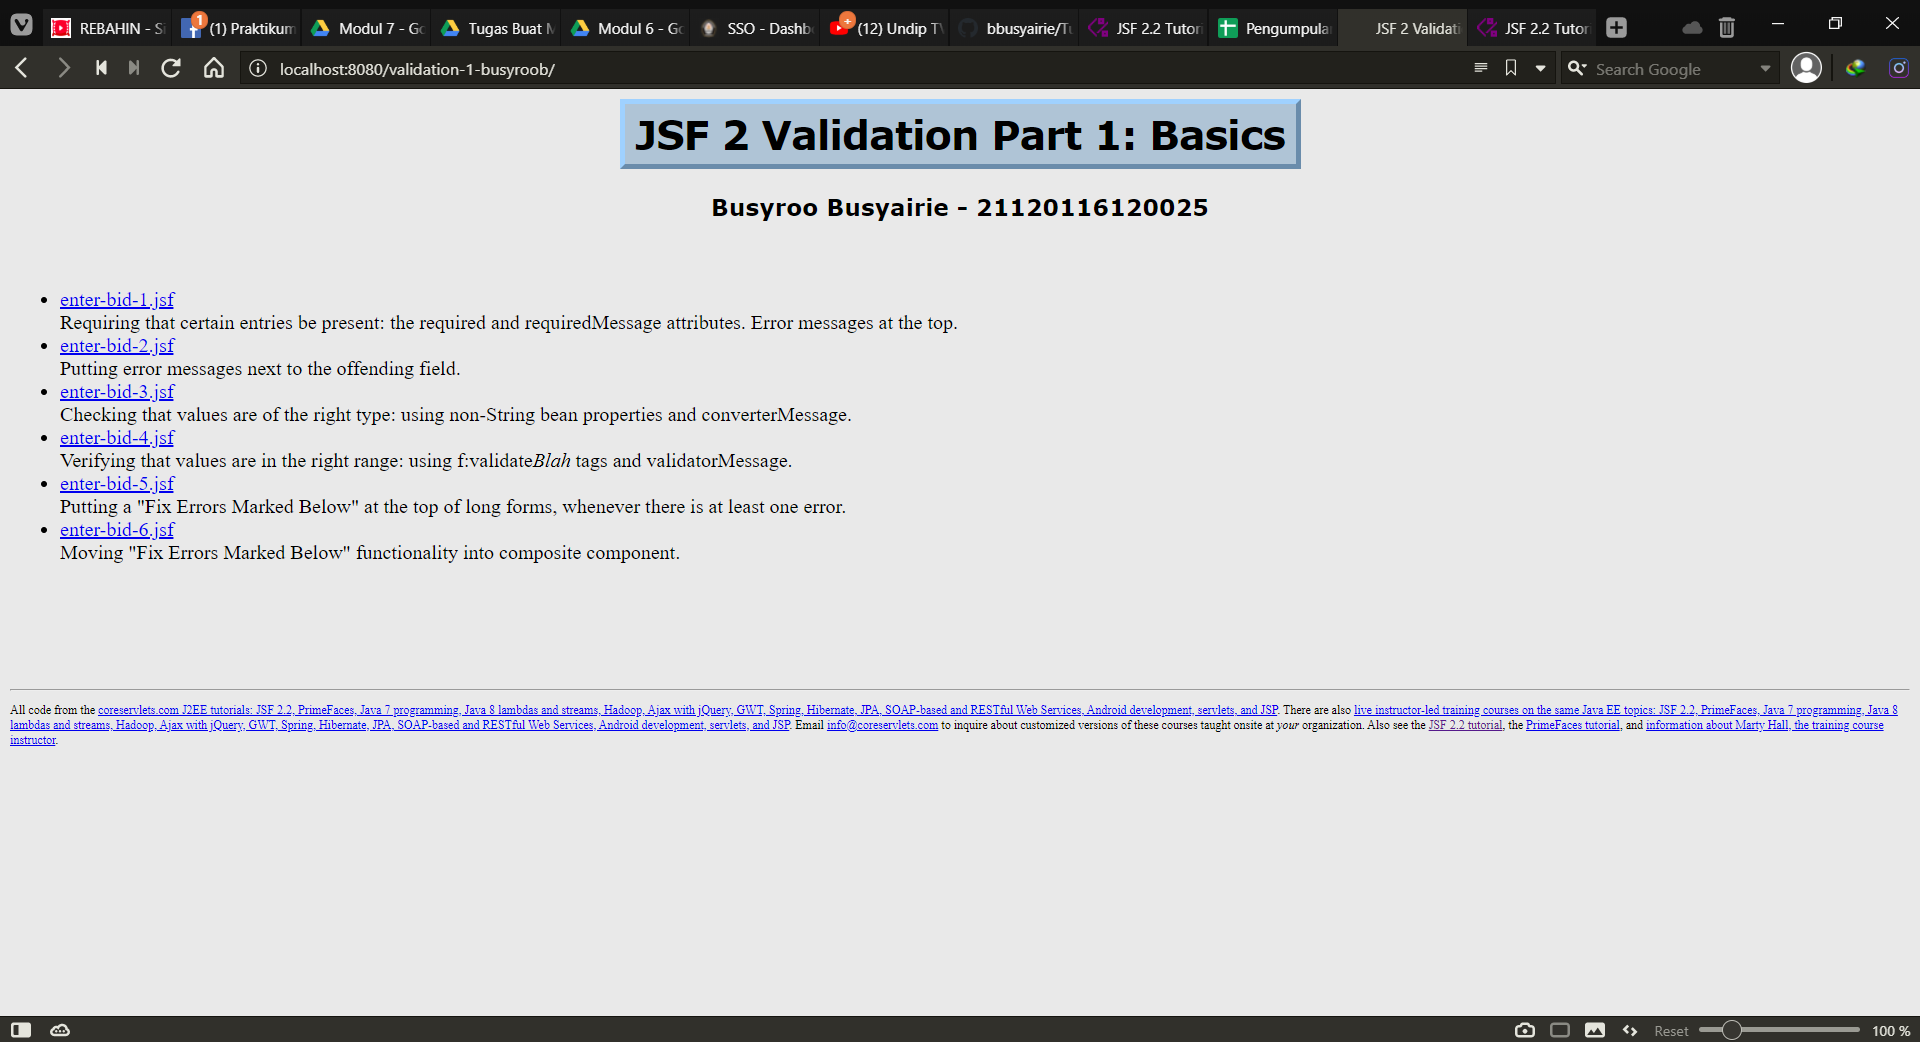 REBAHIN - Si
1
(1) Praktikum
Modul 7 - Go
Tugas Buat M
Modul 6 - Go
SSO - Dashb
(12) Undip TV
bbusyairie/Tu
JSF 2.2 Tutori
Pengumpula
JSF 2 Validati
JSF 2.2 Tutori
localhost:8080/validation-1-busyroob/
Search Google
JSF 2 Validation Part 1: Basics
Busyroo Busyairie - 21120116120025
• enter-bid-1.jsf
Requiring that certain entries be present: the required and requiredMessage attributes. Error messages at the top.
• enter-bid-2.jsf
Putting error messages next to the offending field.
• enter-bid-3.jsf
Checking that values are of the right type: using non-String bean properties and converterMessage.
• enter-bid-4.jsf
Verifying that values are in the right range: using f:validateBlah tags and validatorMessage.
• enter-bid-5.jsf
Putting a "Fix Errors Marked Below" at the top of long forms, whenever there is at least one error.
• enter-bid-6.jsf
Moving "Fix Errors Marked Below" functionality into composite component.
All code from the coreservlets.com J2EE tutorials: JSF 2.2, PrimeFaces, Java 7 programming, Java 8 lambdas and streams, Hadoop, Ajax with jQuery, GWT, Spring, Hibernate, JPA, SOAP-based and RESTful Web Services, Android development, servlets, and JSP. There are also live instructor-led training courses on the same Java EE topics: JSF 2.2, PrimeFaces, Java 7 programming, Java 8
lambdas and streams, Hadoop, Ajax with jQuery, GWT, Spring, Hibernate, JPA, SOAP-based and RESTful Web Services, Android development, servlets, and JSP. Email info@coreservlets.com to inquire about customized versions of these courses taught onsite at your organization. Also see the JSF 2.2 tutorial, the PrimeFaces tutorial, and information about Marty Hall, the training course
instructor.
Reset
100 %